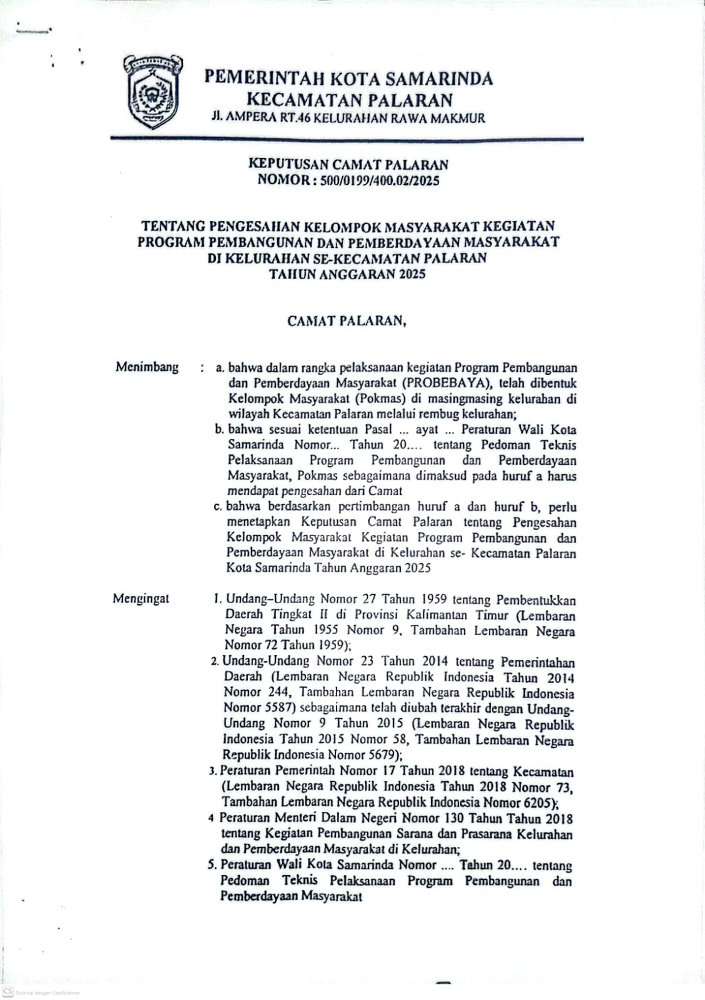 PEMERINTAH KOTA SAMARINDA
KECAMATAN PALARAN
Jl. AMPERA RT.46 KELURAHAN RAWA MAKMUR
KEPUTUSAN CAMAT PALARAN
NOMOR : 500/0199/400.02/2025
TENTANG PENGESAHAN KELOMPOK MASYARAKAT KEGIATAN
PROGRAM PEMBANGUNAN DAN PEMBERDAYAAN MASYARAKAT
DI KELURAHAN SE-KECAMATAN PALARAN
TAHUN ANGGARAN 2025
CAMAT PALARAN,
Menimbang : a. bahwa dalam rangka pelaksanaan kegiatan Program Pembangunan
dan Pemberdayaan Masyarakat (PROBEBAYA), telah dibentuk
Kelompok Masyarakat (Pokmas) di masingmasing kelurahan di
wilayah Kecamatan Palaran melalui rembug kelurahan;
b. bahwa sesuai ketentuan Pasal ... ayat ... Peraturan Wali Kota
Samarinda Nomor... Tahun 20.... tentang Pedoman Teknis
Pelaksanaan Program Pembangunan dan Pemberdayaan
Masyarakat, Pokmas sebagaimana dimaksud pada huruf a harus
mendapat pengesahan dari Camat
c. bahwa berdasarkan pertimbangan huruf a dan huruf b, perlu
menetapkan Keputusan Camat Palaran tentang Pengesahan
Kelompok Masyarakat Kegiatan Program Pembangunan dan
Pemberdayaan Masyarakat di Kelurahan se- Kecamatan Palaran
Kota Samarinda Tahun Anggaran 2025
Mengingat 1. Undang–Undang Nomor 27 Tahun 1959 tentang Pembentukkan
Daerah Tingkat II di Provinsi Kalimantan Timur (Lembaran
Negara Tahun 1955 Nomor 9, Tambahan Lembaran Negara
Nomor 72 Tahun 1959);
2. Undang-Undang Nomor 23 Tahun 2014 tentang Pemerintahan
Daerah (Lembaran Negara Republik Indonesia Tahun 2014
Nomor 244, Tambahan Lembaran Negara Republik Indonesia
Nomor 5587) sebagaimana telah diubah terakhir dengan Undang-
Undang Nomor 9 Tahun 2015 (Lembaran Negara Republik
Indonesia Tahun 2015 Nomor 58, Tambahan Lembaran Negara
Republik Indonesia Nomor 5679);
3. Peraturan Pemerintah Nomor 17 Tahun 2018 tentang Kecamatan
(Lembaran Negara Republik Indonesia Tahun 2018 Nomor 73,
Tambahan Lembaran Negara Republik Indonesia Nomor 6205);
4 Peraturan Menteri Dalam Negeri Nomor 130 Tahun Tahun 2018
tentang Kegiatan Pembangunan Sarana dan Prasarana Kelurahan
dan Pemberdayaan Masyarakat di Kelurahan;
5. Peraturan Wali Kota Samarinda Nomor .... Tahun 20.... tentang
Pedoman Teknis Pelaksanaan Program Pembangunan dan
Pemberdayaan Masyarakat
CS Dipindai dengan CamScanner